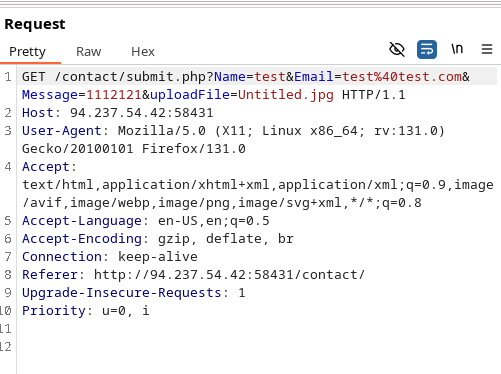 Request
Pretty Raw Hex
\n
1 GET /contact/submit.php?Name=test&Email=test%40test.com&
Message=1112121&uploadFile=Untitled.jpg HTTP/1.1
2 Host: 94.237.54.42:58431
3 User-Agent: Mozilla/5.0 (X11; Linux x86_64; rv:131.0)
Gecko/20100101 Firefox/131.0
4 Accept:
text/html,application/xhtml+xml,application/xml;q=0.9,image
/avif,image/webp,image/png,image/svg+xml,*/*;q=0.8
5 Accept-Language: en-US,en;q=0.5
6 Accept-Encoding: gzip, deflate, br
7 Connection: keep-alive
8 Referer: http://94.237.54.42:58431/contact/
9 Upgrade-Insecure-Requests: 1
10 Priority: u=0, i
11
12